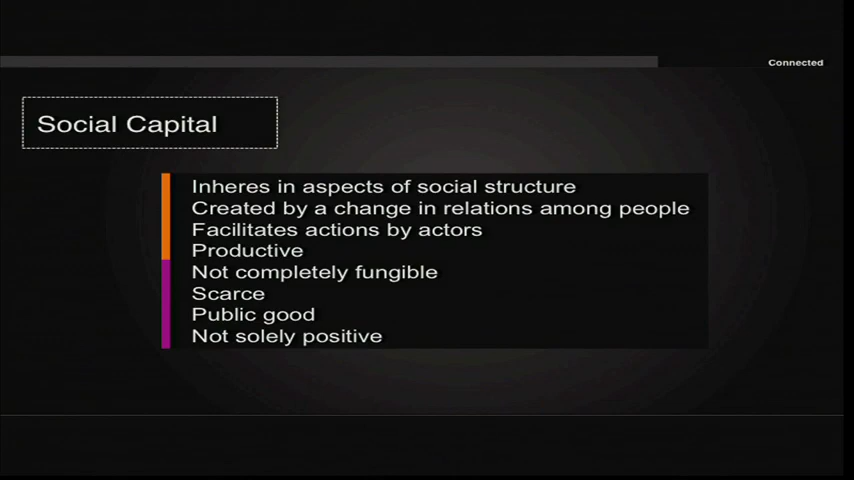 Connected
Social Capital
Inheres in aspects of social structure
Created by a change in relations among people
Facilitates actions by actors
Productive
Not completely fungible
Scarce
Public good
Not solely positive